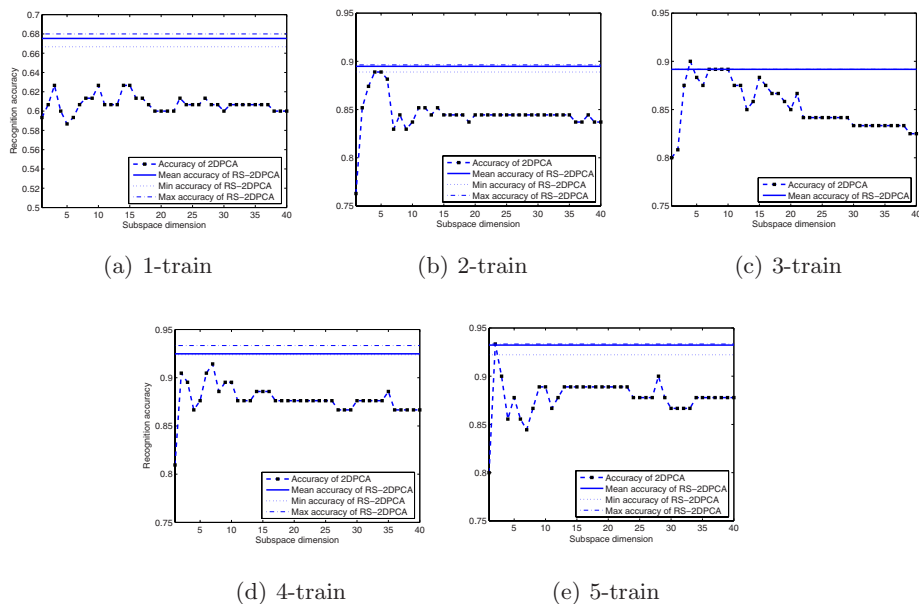 0.7
0.68
0.66
0.64
0.62
0.6
0.58
0.56
0.54
0.52
0.5
Recognition accuracy
5 10 15 20 25 30 35 40
Subspace dimension
Accuracy of 2DPCA
Mean accuracy of RS−2DPCA
Min accuracy of RS−2DPCA
Max accuracy of RS−2DPCA
(a) 1-train
0.95
0.9
0.85
0.8
0.75
5 10 15 20 25 30 35 40
Subspace dimension
Accuracy of 2DPCA
Mean accuracy of RS−2DPCA
Min accuracy of RS−2DPCA
Max accuracy of RS−2DPCA
(b) 2-train
0.95
0.9
0.85
0.8
0.75
5 10 15 20 25 30 35 40
Subspace dimension
Accuracy of 2DPCA
Mean accuracy of RS−2DPCA
(c) 3-train
0.95
0.9
0.85
0.8
0.75
Recognition accuracy
5 10 15 20 25 30 35 40
Subspace dimension
Accuracy of 2DPCA
Mean accuracy of RS−2DPCA
Min accuracy of RS−2DPCA
Max accuracy of RS−2DPCA
(d) 4-train
0.95
0.9
0.85
0.8
0.75
5 10 15 20 25 30 35 40
Subspace dimension
Accuracy of 2DPCA
Mean accuracy of RS−2DPCA
Min accuracy of RS−2DPCA
Max accuracy of RS−2DPCA
(e) 5-train